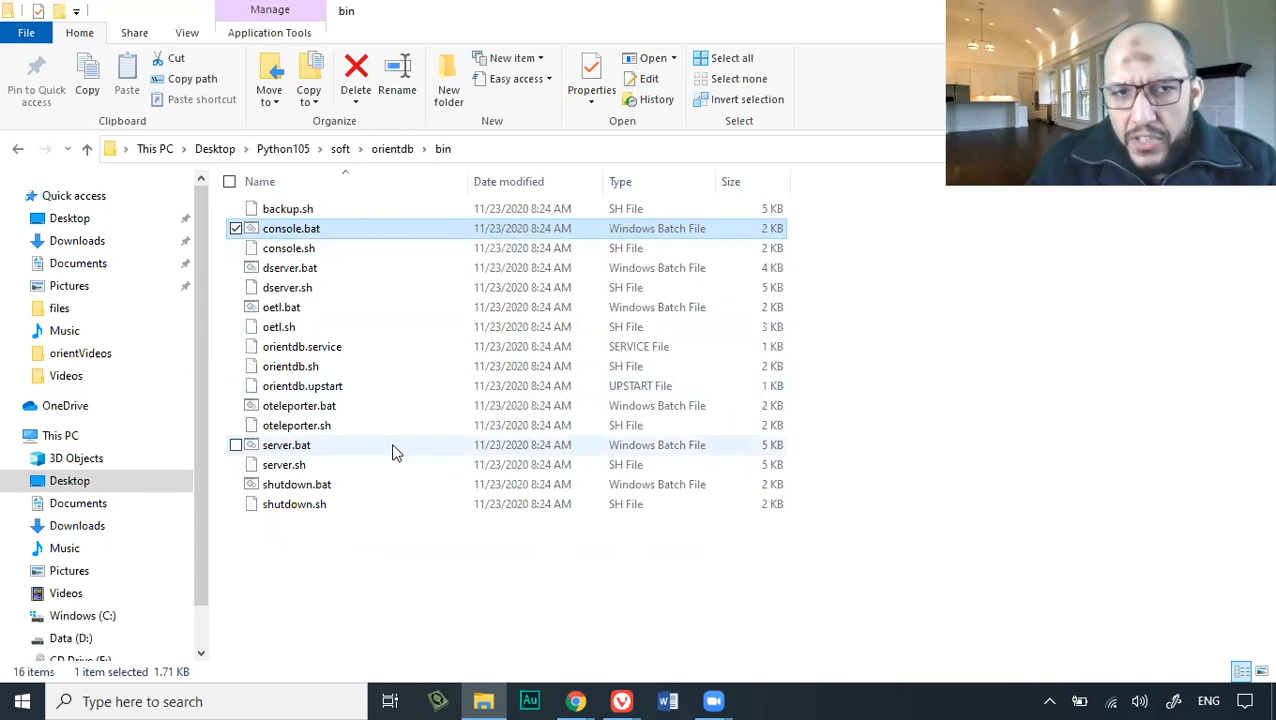 Manage
bin
File
Home
Share
View
Application Tools
Pin to Quick access
Copy
Paste
Cut
Copy path
Paste shortcut
Clipboard
Move to
Copy to
Delete
Rename
Organize
New folder
New item
Easy access
New
Properties
Open
Edit
History
Open
Select all
Select none
Invert selection
Select
This PC
Desktop
Python105
soft
orientdb
bin
Name Date modified Type Size
backup.sh 11/23/2020 8:24 AM SH File 5 KB
console.bat 11/23/2020 8:24 AM Windows Batch File 2 KB
console.sh 11/23/2020 8:24 AM SH File 2 KB
dserver.bat 11/23/2020 8:24 AM Windows Batch File 4 KB
dserver.sh 11/23/2020 8:24 AM SH File 5 KB
oetl.bat 11/23/2020 8:24 AM Windows Batch File 2 KB
oetl.sh 11/23/2020 8:24 AM SH File 3 KB
orientdb.service 11/23/2020 8:24 AM SERVICE File 1 KB
orientdb.sh 11/23/2020 8:24 AM SH File 2 KB
orientdb.upstart 11/23/2020 8:24 AM UPSTART File 1 KB
oteleporter.bat 11/23/2020 8:24 AM Windows Batch File 2 KB
oteleporter.sh 11/23/2020 8:24 AM SH File 2 KB
server.bat 11/23/2020 8:24 AM Windows Batch File 5 KB
server.sh 11/23/2020 8:24 AM SH File 5 KB
shutdown.bat 11/23/2020 8:24 AM Windows Batch File 2 KB
shutdown.sh 11/23/2020 8:24 AM SH File 2 KB
Quick access
Desktop
Downloads
Documents
Pictures
files
Music
orientVideos
Videos
OneDrive
This PC
3D Objects
Desktop
Documents
Downloads
Music
Pictures
Videos
Windows (C:)
Data (D:)
16 items 1 item selected 1.71 KB
Type here to search
Au
ENG